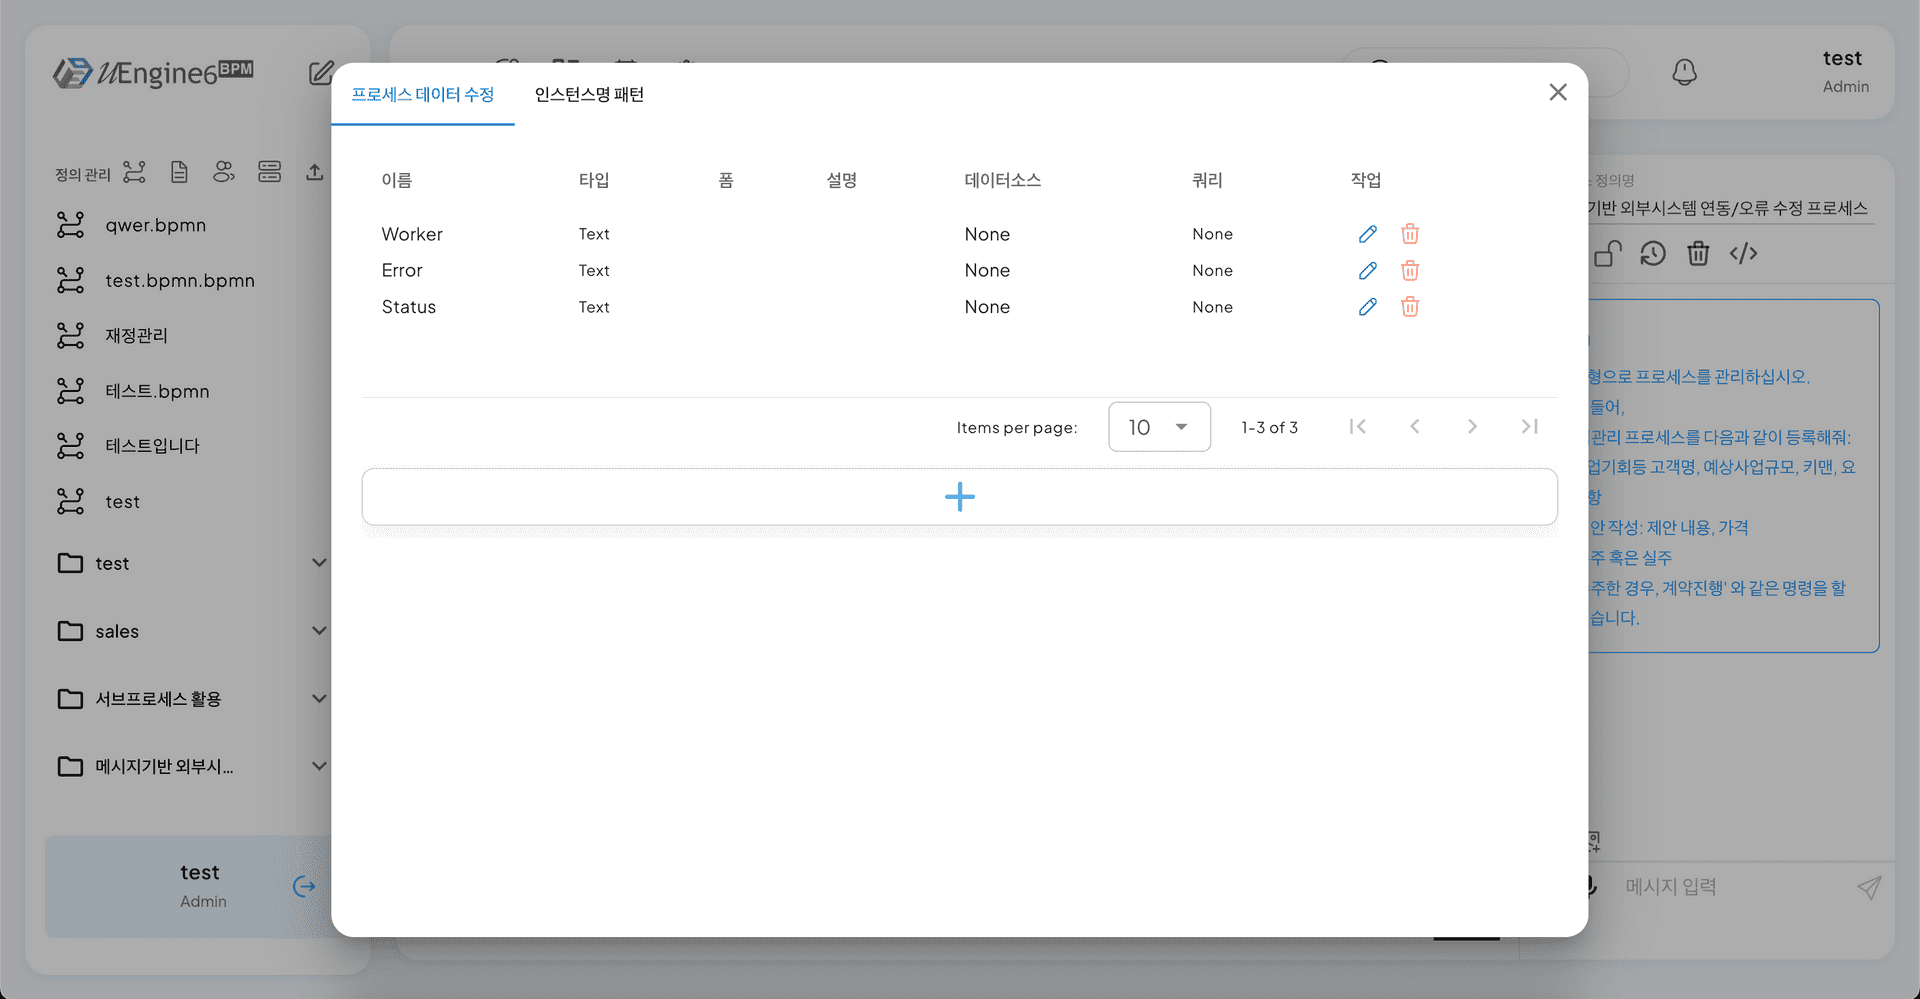 UEngine6 BPM
정의 관리
qwer.bpmn
test.bpmn.bpmn
재정관리
테스트.bpmn
테스트입니다
test
test
sales
서브프로세스 활용
메시지기반 외부시...
test
Admin
프로세스 데이터 수정
인스턴스명 패턴
이름 타입 폼 설명 데이터소스 쿼리 작업
Worker Text None None
Error Text None None
Status Text None None
Items per page: 10 1-3 of 3
test
Admin
정의명
기반 외부시스템 연동/오류 수정 프로세스
형으로 프로세스를 관리하십시오.
들어,
관리 프로세스를 다음과 같이 등록해줘:
업기회등 고객명, 예상사업규모, 키맨, 요
항
안 작성: 제안 내용, 가격
주 혹은 실주
주한 경우, 계약진행' 와 같은 명령을 할
습니다.
메시지 입력